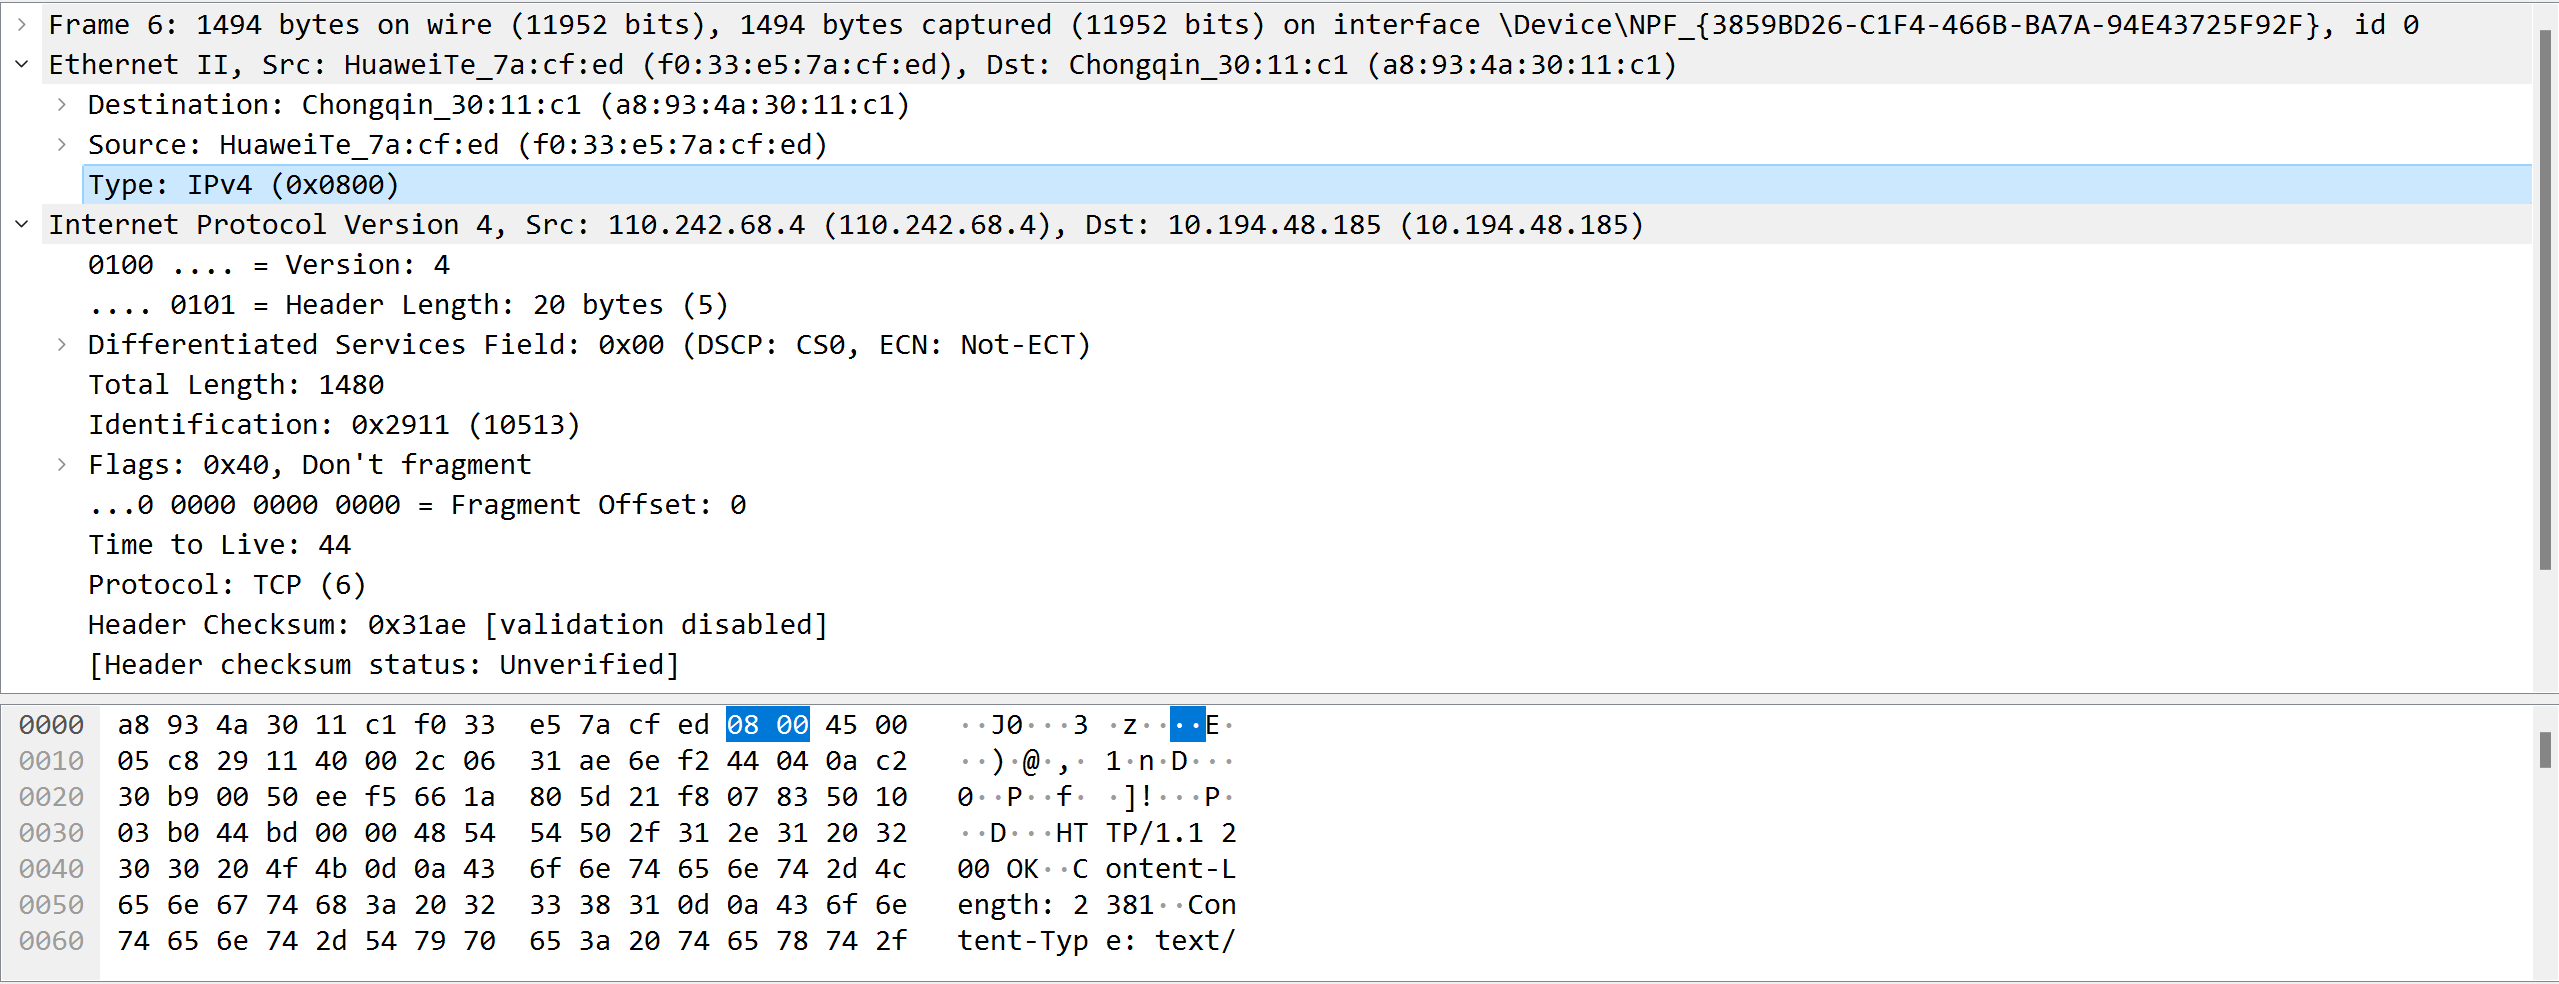 Frame 6: 1494 bytes on wire (11952 bits), 1494 bytes captured (11952 bits) on interface \Device\NPF_{3859BD26-C1F4-466B-BA7A-94E43725F92F}, id 0
Ethernet II, Src: HuaweiTe_7a:cf:ed (f0:33:e5:7a:cf:ed), Dst: Chongqin_30:11:c1 (a8:93:4a:30:11:c1)
Destination: Chongqin_30:11:c1 (a8:93:4a:30:11:c1)
Source: HuaweiTe_7a:cf:ed (f0:33:e5:7a:cf:ed)
Type: IPv4 (0x0800)
Internet Protocol Version 4, Src: 110.242.68.4 (110.242.68.4), Dst: 10.194.48.185 (10.194.48.185)
0100 .... = Version: 4
.... 0101 = Header Length: 20 bytes (5)
Differentiated Services Field: 0x00 (DSCP: CS0, ECN: Not-ECT)
Total Length: 1480
Identification: 0x2911 (10513)
Flags: 0x40, Don't fragment
...0 0000 0000 0000 = Fragment Offset: 0
Time to Live: 44
Protocol: TCP (6)
Header Checksum: 0x31ae [validation disabled]
[Header checksum status: Unverified]
0000 a8 93 4a 30 11 c1 f0 33 e5 7a cf ed 08 00 45 00 ··J0···3 ·z····E·
0010 05 c8 29 11 40 00 2c 06 31 ae 6e f2 44 04 0a c2 ··)·@·,· 1·n·D···
0020 30 b9 00 50 ee f5 66 1a 80 5d 21 f8 07 83 50 10 0··P··f· ·]!···P·
0030 03 b0 44 bd 00 00 48 54 54 50 2f 31 2e 31 20 32 ··D···HT TP/1.1 2
0040 30 30 20 4f 4b 0d 0a 43 6f 6e 74 65 6e 74 2d 4c 00 OK··C ontent-L
0050 65 6e 67 74 68 3a 20 32 33 38 31 0d 0a 43 6f 6e ength: 2 381··Con
0060 74 65 6e 74 2d 54 79 70 65 3a 20 74 65 78 74 2f tent-Typ e: text/